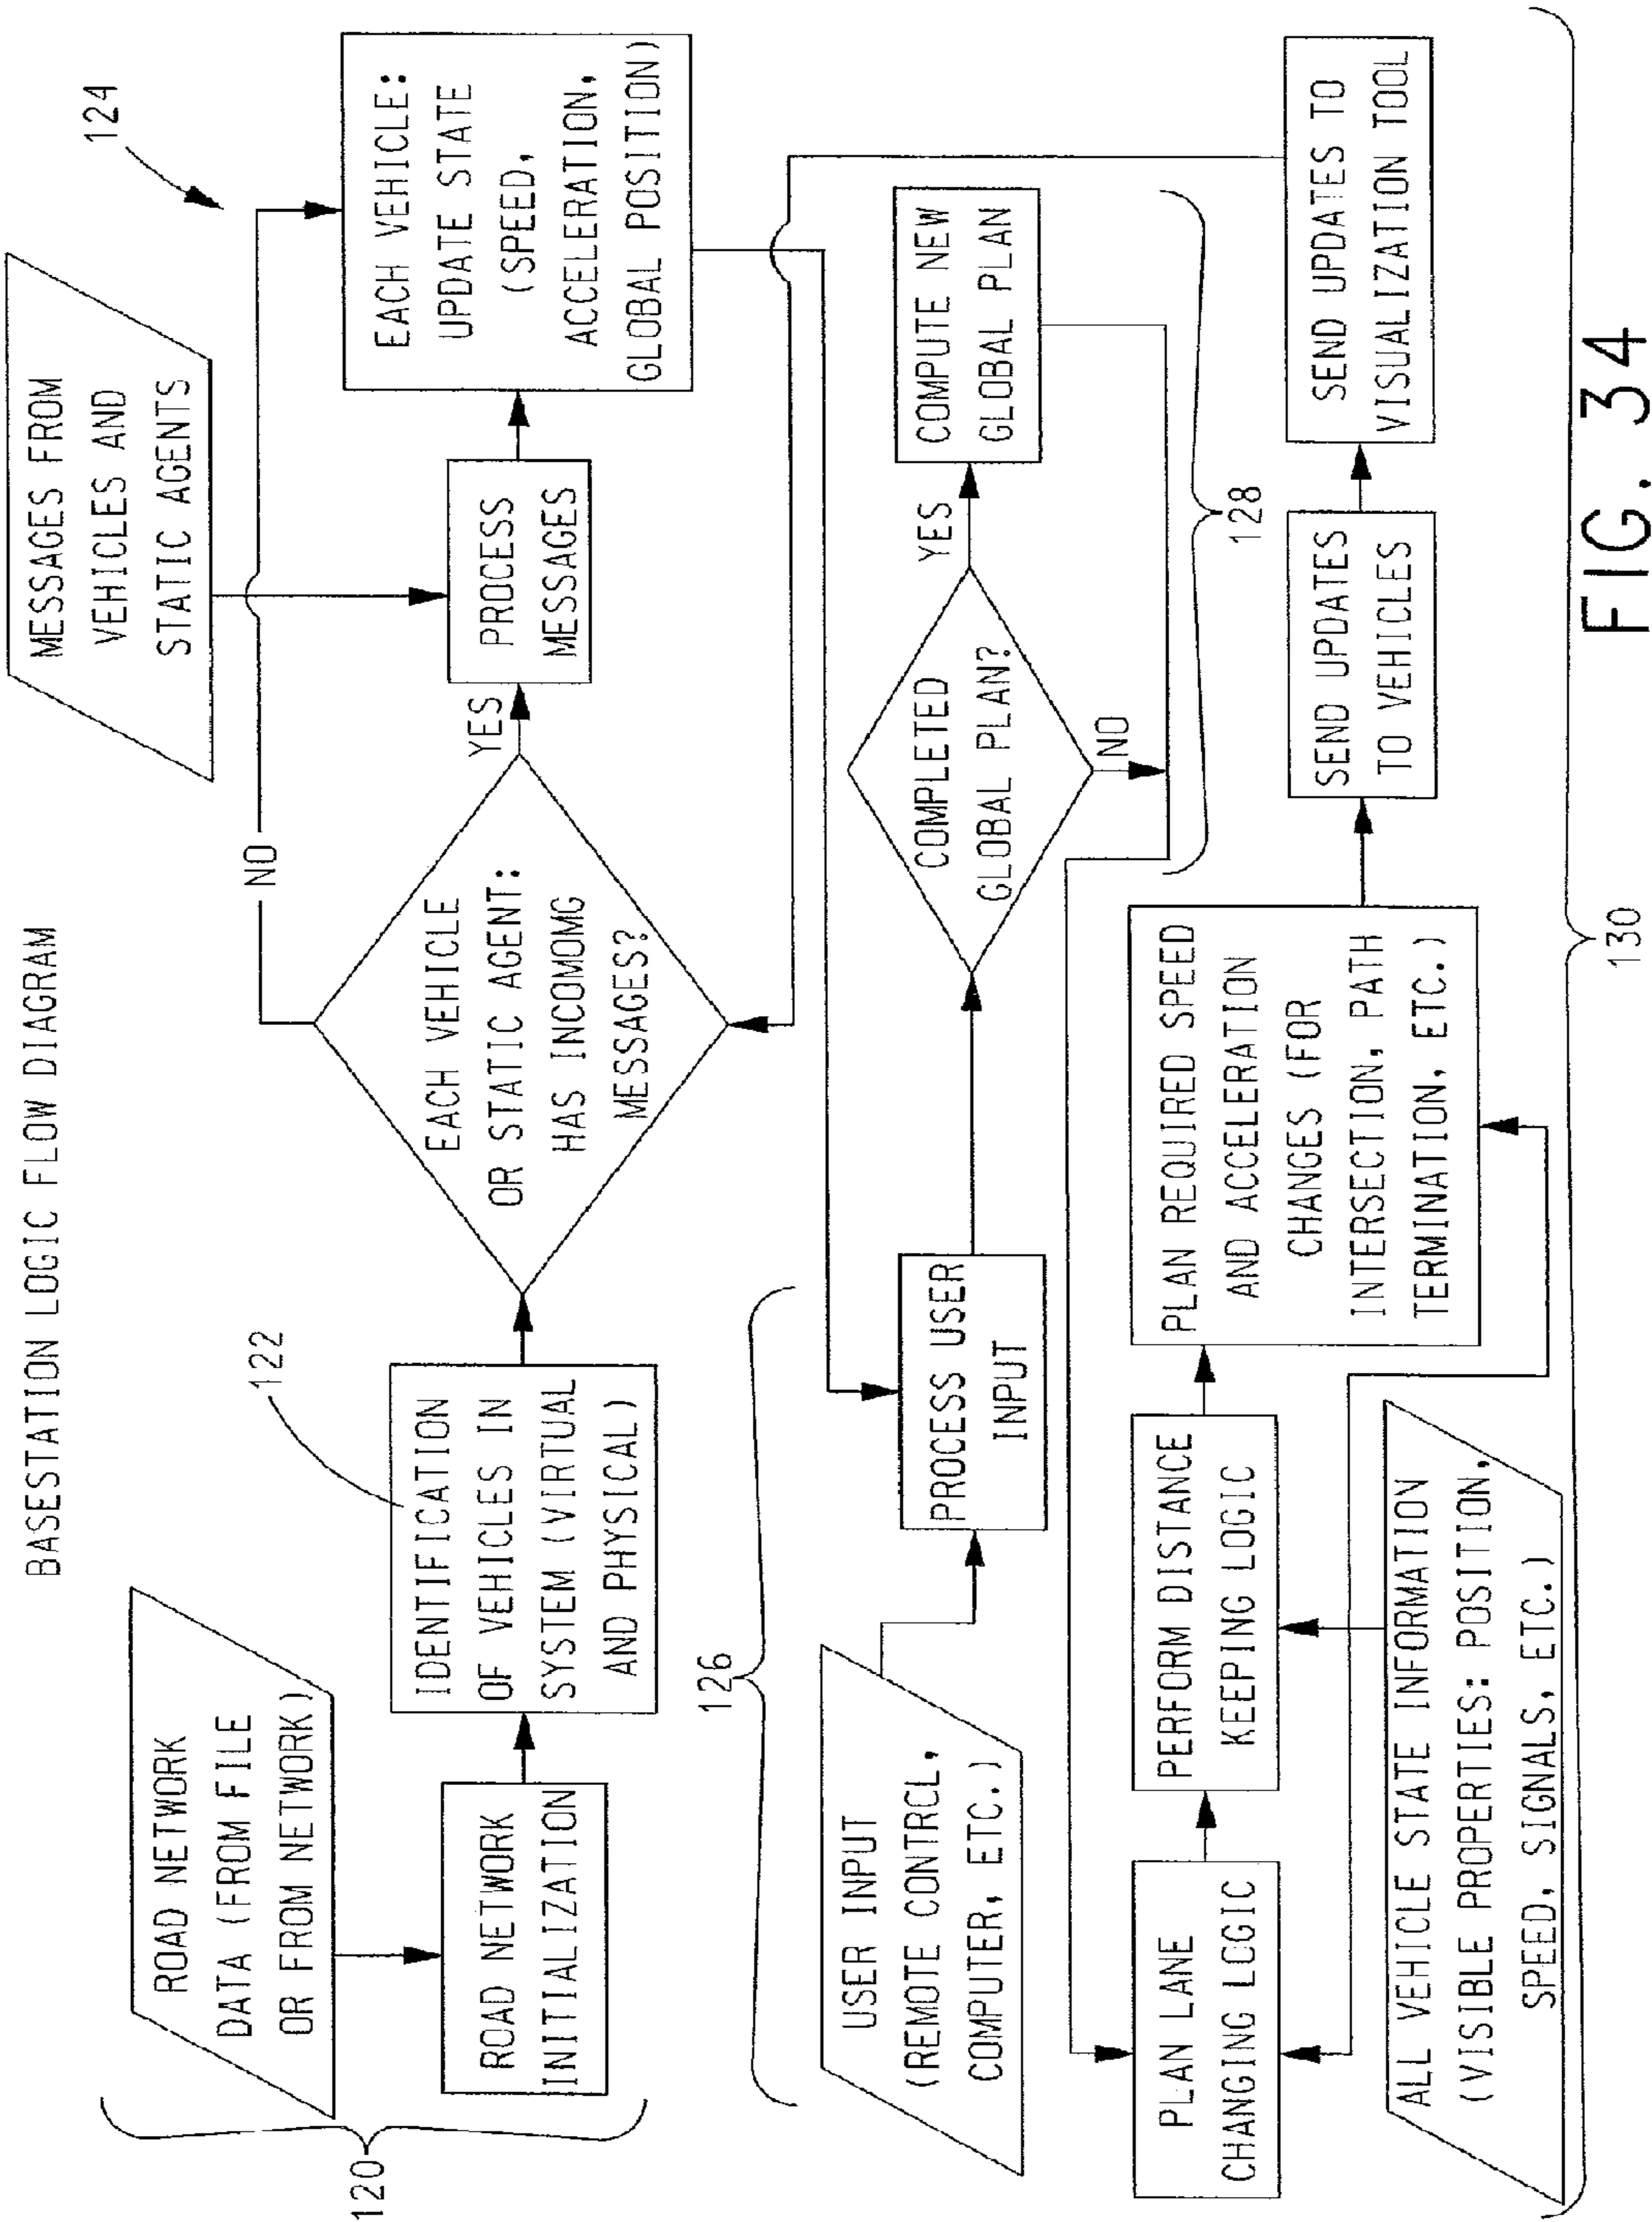 BASESTATION LOGIC FLOW DIAGRAM
ROAD NETWORK
DATA (FROM FILE
OR FROM NETWORK)
120
ROAD NETWORK
INITIALIZATION
IDENTIFICATION
OF VEHICLES IN
SYSTEM (VIRTUAL
AND PHYSICAL)
122
EACH VEHICLE
OR STATIC AGENT:
HAS INCOMOMG
MESSAGES?
NO
YES
MESSAGES FROM
VEHICLES AND
STATIC AGENTS
PROCESS
MESSAGES
124
EACH VEHICLE:
UPDATE STATE
(SPEED,
ACCELERATION,
GLOBAL POSITION)
126
USER INPUT
(REMOTE CONTRCL,
COMPUTER, ETC.)
PROCESS USER
INPUT
COMPLETED
GLOBAL PLAN?
YES
NO
COMPUTE NEW
GLOBAL PLAN
128
PLAN LANE
CHANGING LOGIC
PERFORM DISTANCE
KEEPING LOGIC
PLAN REQUIRED SPEED
AND ACCELERATION
CHANGES (FOR
INTERSECTION, PATH
TERMINATION, ETC.)
SEND UPDATES
TO VEHICLES
SEND UPDATES TO
VISUALIZATION TOOL
ALL VEHICLE STATE INFORMATION
(VISIBLE PROPERTIES: POSITION,
SPEED, SIGNALS, ETC.)
130
FIG. 34